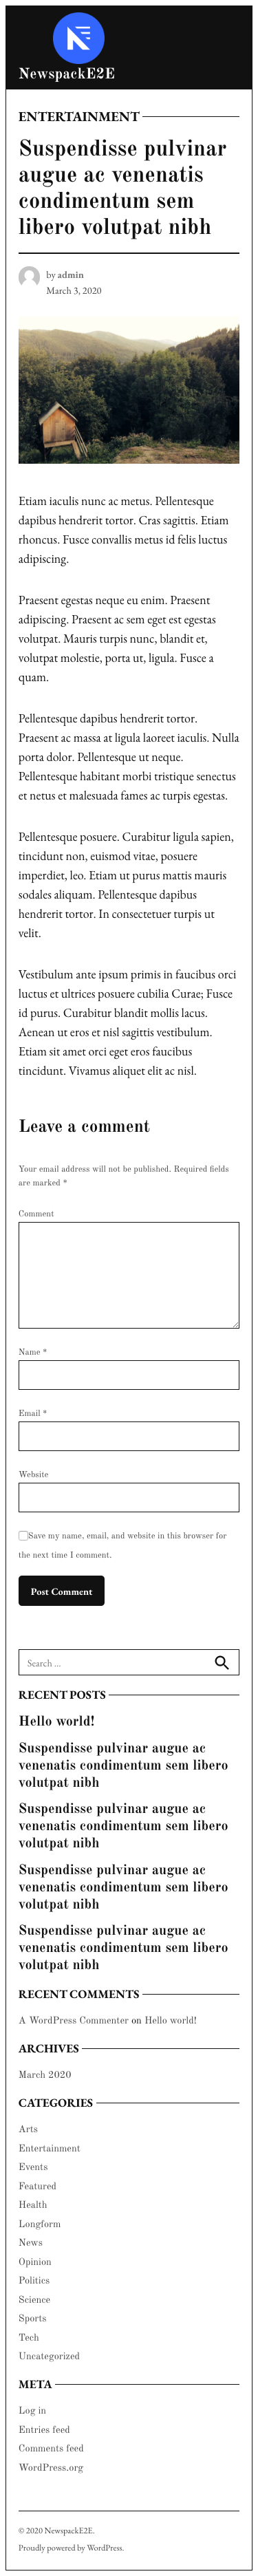 NewspackE2E
ENTERTAINMENT
Suspendisse pulvinar
augue ac venenatis
condimentum sem
libero volutpat nibh
by admin
March 3, 2020
Etiam iaculis nunc ac metus. Pellentesque
dapibus hendrerit tortor. Cras sagittis. Etiam
rhoncus. Fusce convallis metus id felis luctus
adipiscing.
Praesent egestas neque eu enim. Praesent
adipiscing. Praesent ac sem eget est egestas
volutpat. Mauris turpis nunc, blandit et,
volutpat molestie, porta ut, ligula. Fusce a
quam.
Pellentesque dapibus hendrerit tortor.
Praesent ac massa at ligula laoreet iaculis. Nulla
porta dolor. Pellentesque ut neque.
Pellentesque habitant morbi tristique senectus
et netus et malesuada fames ac turpis egestas.
Pellentesque posuere. Curabitur ligula sapien,
tincidunt non, euismod vitae, posuere
imperdiet, leo. Etiam ut purus mattis mauris
sodales aliquam. Pellentesque dapibus
hendrerit tortor. In consectetuer turpis ut
velit.
Vestibulum ante ipsum primis in faucibus orci
luctus et ultrices posuere cubilia Curae; Fusce
id purus. Curabitur blandit mollis lacus.
Aenean ut eros et nisl sagittis vestibulum.
Etiam sit amet orci eget eros faucibus
tincidunt. Vivamus aliquet elit ac nisl.
Leave a comment
Your email address will not be published. Required fields
are marked *
Comment
Name *
Email *
Website
Save my name, email, and website in this browser for
the next time I comment.
Post Comment
Search …
RECENT POSTS
Hello world!
Suspendisse pulvinar augue ac
venenatis condimentum sem libero
volutpat nibh
Suspendisse pulvinar augue ac
venenatis condimentum sem libero
volutpat nibh
Suspendisse pulvinar augue ac
venenatis condimentum sem libero
volutpat nibh
Suspendisse pulvinar augue ac
venenatis condimentum sem libero
volutpat nibh
RECENT COMMENTS
A WordPress Commenter on Hello world!
ARCHIVES
March 2020
CATEGORIES
Arts
Entertainment
Events
Featured
Health
Longform
News
Opinion
Politics
Science
Sports
Tech
Uncategorized
META
Log in
Entries feed
Comments feed
WordPress.org
© 2020 NewspackE2E.
Proudly powered by WordPress.